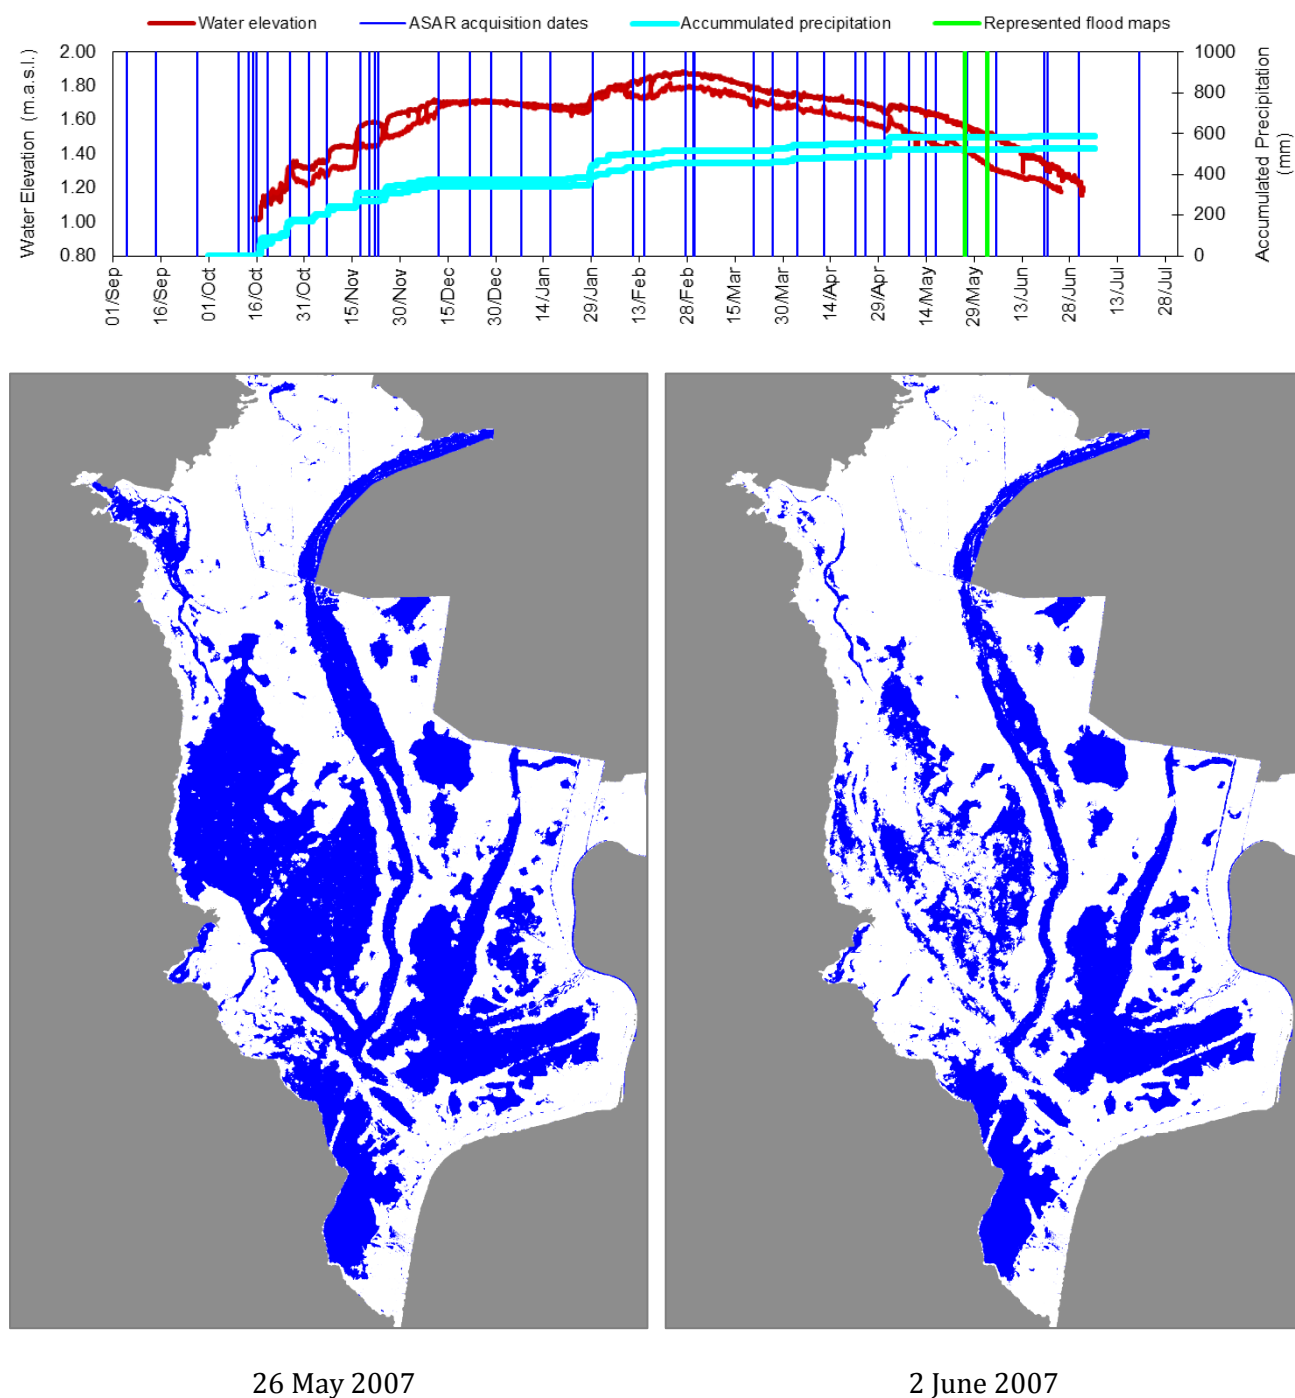 Water elevation ASAR acquisition dates Accummulated precipitation Represented flood maps
Water Elevation (m.a.s.l.)
2.00
1.80
1.60
1.40
1.20
1.00
0.80
1000
800
600
400
200
0
Accumulated Precipitation
(mm)
01/Sep
16/Sep
01/Oct
16/Oct
31/Oct
15/Nov
30/Nov
15/Dec
30/Dec
14/Jan
29/Jan
13/Feb
28/Feb
15/Mar
30/Mar
14/Apr
29/Apr
14/May
29/May
13/Jun
28/Jun
13/Jul
28/Jul
26 May 2007
2 June 2007